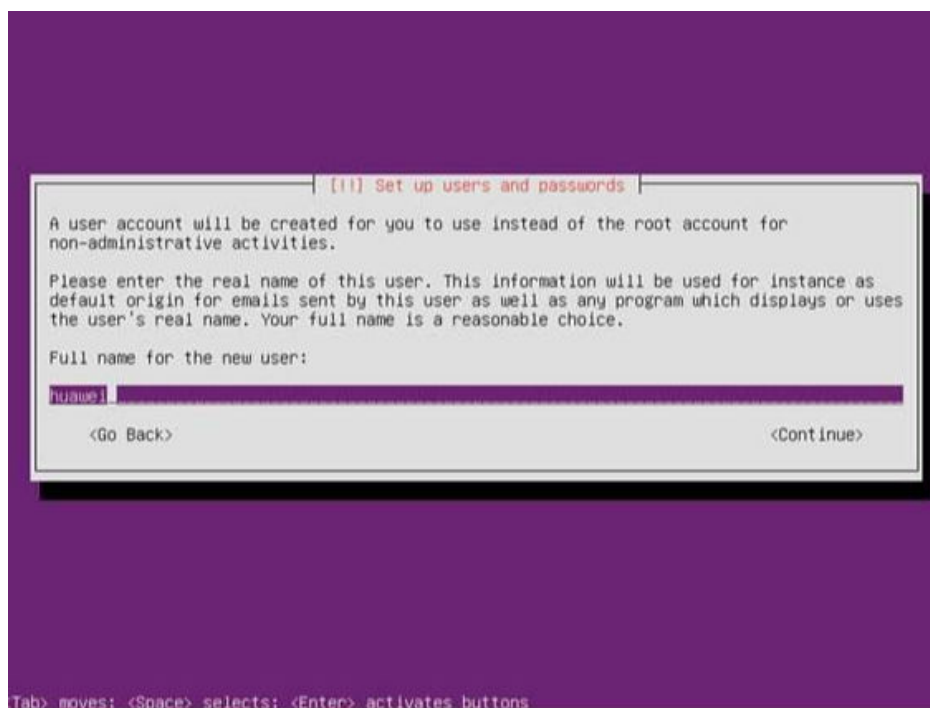 [!!] Set up users and passwords
A user account will be created for you to use instead of the root account for
non-administrative activities.
Please enter the real name of this user. This information will be used for instance as
default origin for emails sent by this user as well as any program which displays or uses
the user's real name. Your full name is a reasonable choice.
Full name for the new user:
huawei
<Go Back> <Continue>
<Tab> moves; <Space> selects; <Enter> activates buttons